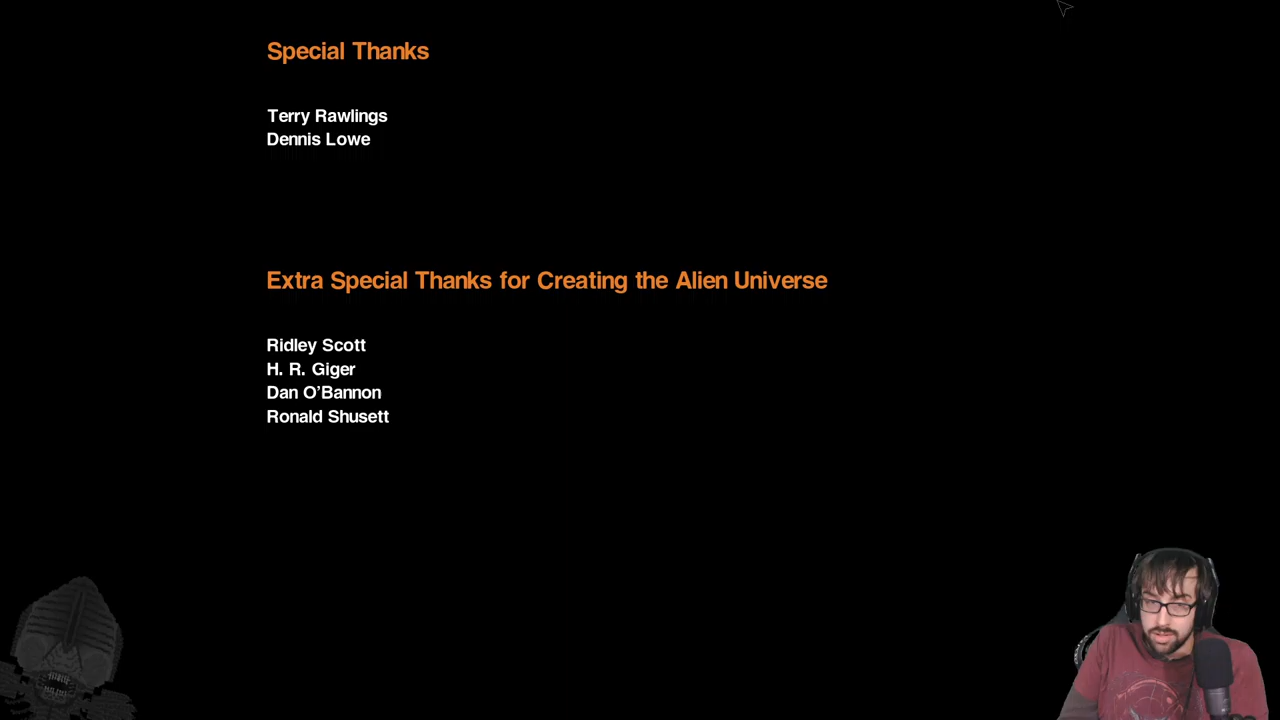 Special Thanks
Terry Rawlings
Dennis Lowe
Extra Special Thanks for Creating the Alien Universe
Ridley Scott
H. R. Giger
Dan O’Bannon
Ronald Shusett